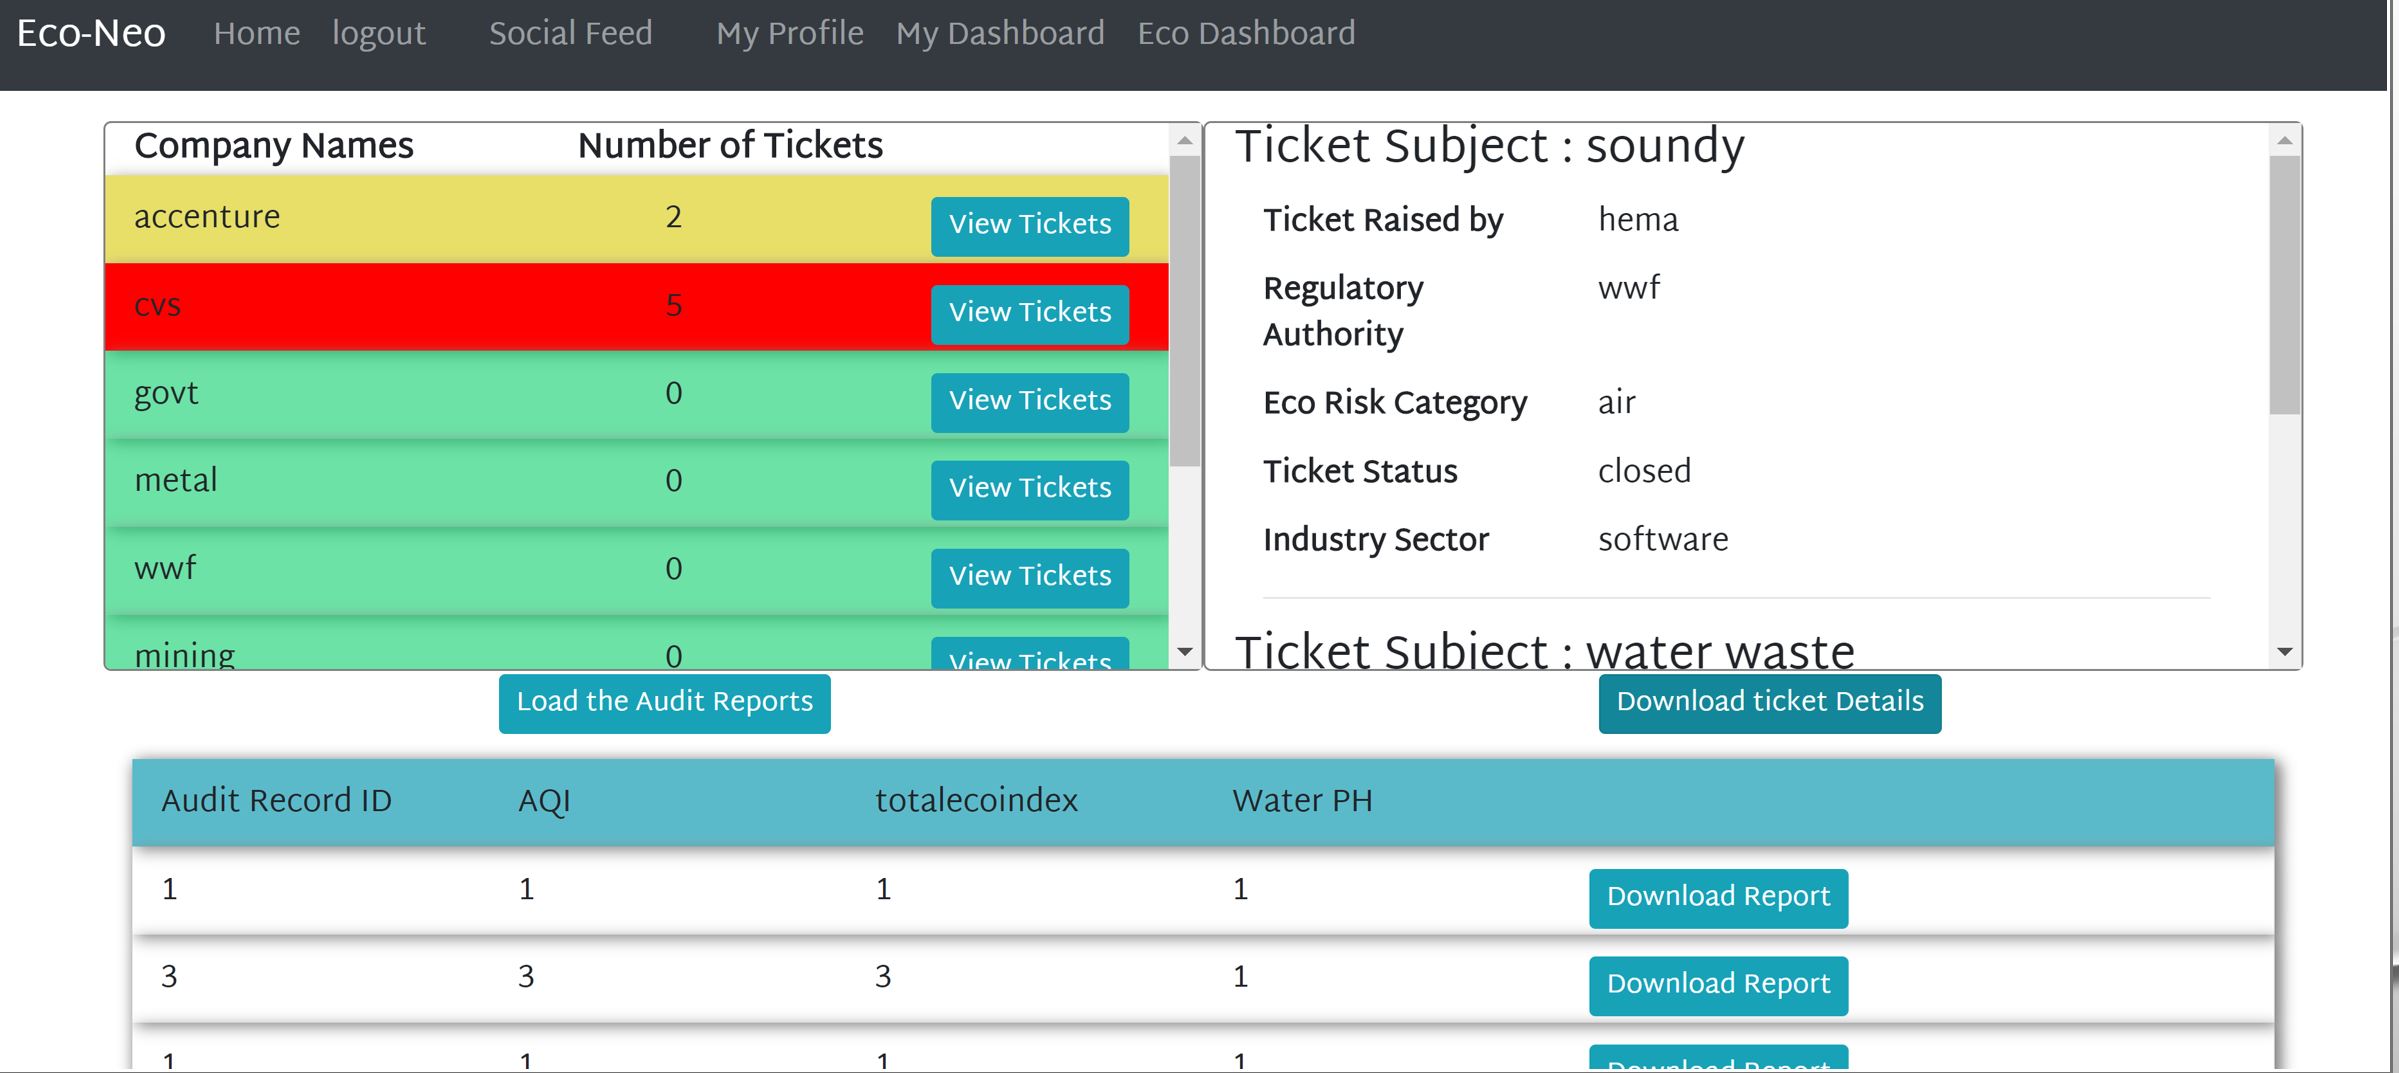 Eco-Neo Home logout Social Feed My Profile My Dashboard Eco Dashboard
Company Names Number of Tickets
accenture 2 View Tickets
cvs 5 View Tickets
govt 0 View Tickets
metal 0 View Tickets
wwf 0 View Tickets
mining 0 View Tickets
Ticket Subject : soundy
Ticket Raised by hema
Regulatory wwf
Authority
Eco Risk Category air
Ticket Status closed
Industry Sector software
Ticket Subject : water waste
Load the Audit Reports
Download ticket Details
Audit Record ID AQI totalecoindex Water PH
1 1 1 1 Download Report
3 3 3 1 Download Report
1 1 1 1 Download Report